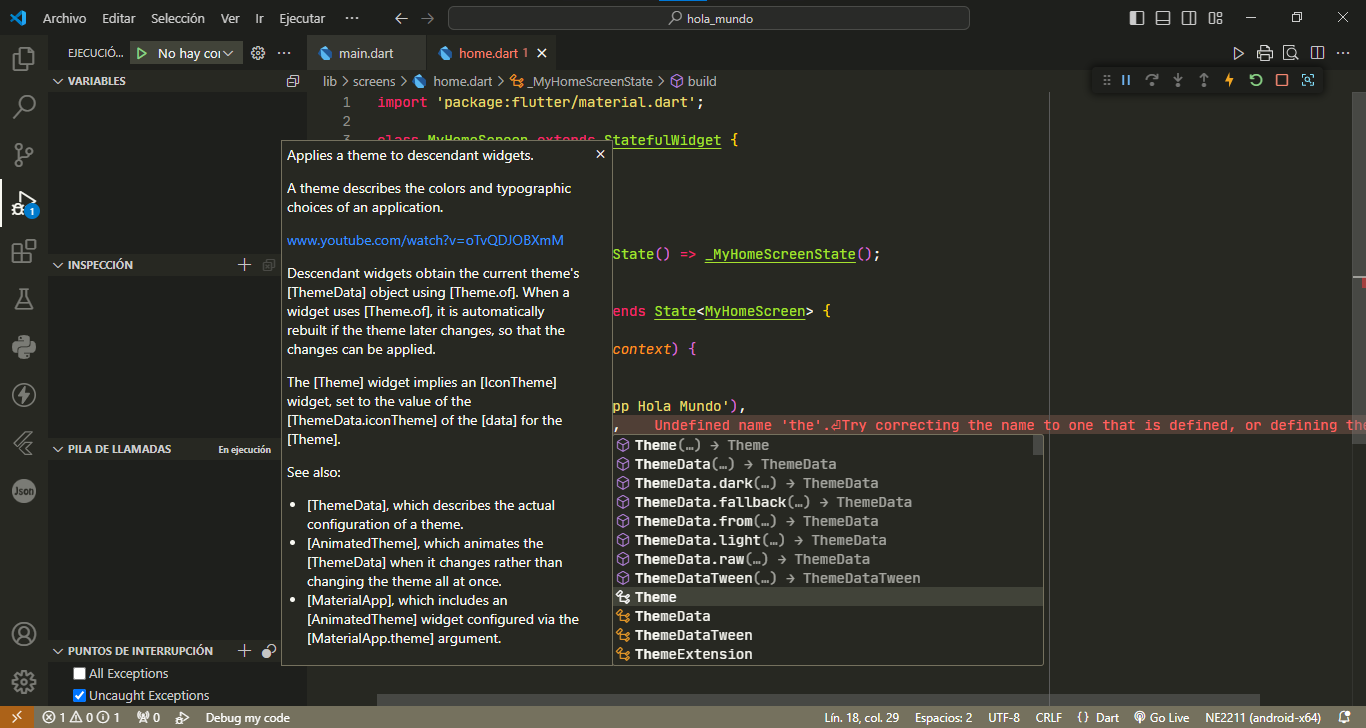 Archivo Editar Selección Ver Ir Ejecutar ··· hola_mundo
EJECUCIÓ... No hay cor ··· main.dart home.dart 1
VARIABLES
lib > screens > home.dart > _MyHomeScreenState > build
1 import 'package:flutter/material.dart';
2
3 class MyHomeScreen extends StatefulWidget {
State() => _MyHomeScreenState();
ends State<MyHomeScreen> {
context) {
pp Hola Mundo'),
, Undefined name 'the'.⏎Try correcting the name to one that is defined, or defining the
Applies a theme to descendant widgets.
A theme describes the colors and typographic
choices of an application.
www.youtube.com/watch?v=oTvQDJOBXmM
Descendant widgets obtain the current theme's
[ThemeData] object using [Theme.of]. When a
widget uses [Theme.of], it is automatically
rebuilt if the theme later changes, so that the
changes can be applied.
The [Theme] widget implies an [IconTheme]
widget, set to the value of the
[ThemeData.iconTheme] of the [data] for the
[Theme].
See also:
• [ThemeData], which describes the actual
configuration of a theme.
• [AnimatedTheme], which animates the
[ThemeData] when it changes rather than
changing the theme all at once.
• [MaterialApp], which includes an
[AnimatedTheme] widget configured via the
[MaterialApp.theme] argument.
Theme(…) → Theme
ThemeData(…) → ThemeData
ThemeData.dark(…) → ThemeData
ThemeData.fallback(…) → ThemeData
ThemeData.from(…) → ThemeData
ThemeData.light(…) → ThemeData
ThemeData.raw(…) → ThemeData
ThemeDataTween(…) → ThemeDataTween
Theme
ThemeData
ThemeDataTween
ThemeExtension
INSPECCIÓN
PILA DE LLAMADAS En ejecución
1
Json
PUNTOS DE INTERRUPCIÓN
All Exceptions
Uncaught Exceptions
1 0 1 0 Debug my code Lín. 18, col. 29 Espacios: 2 UTF-8 CRLF {} Dart Go Live NE2211 (android-x64)